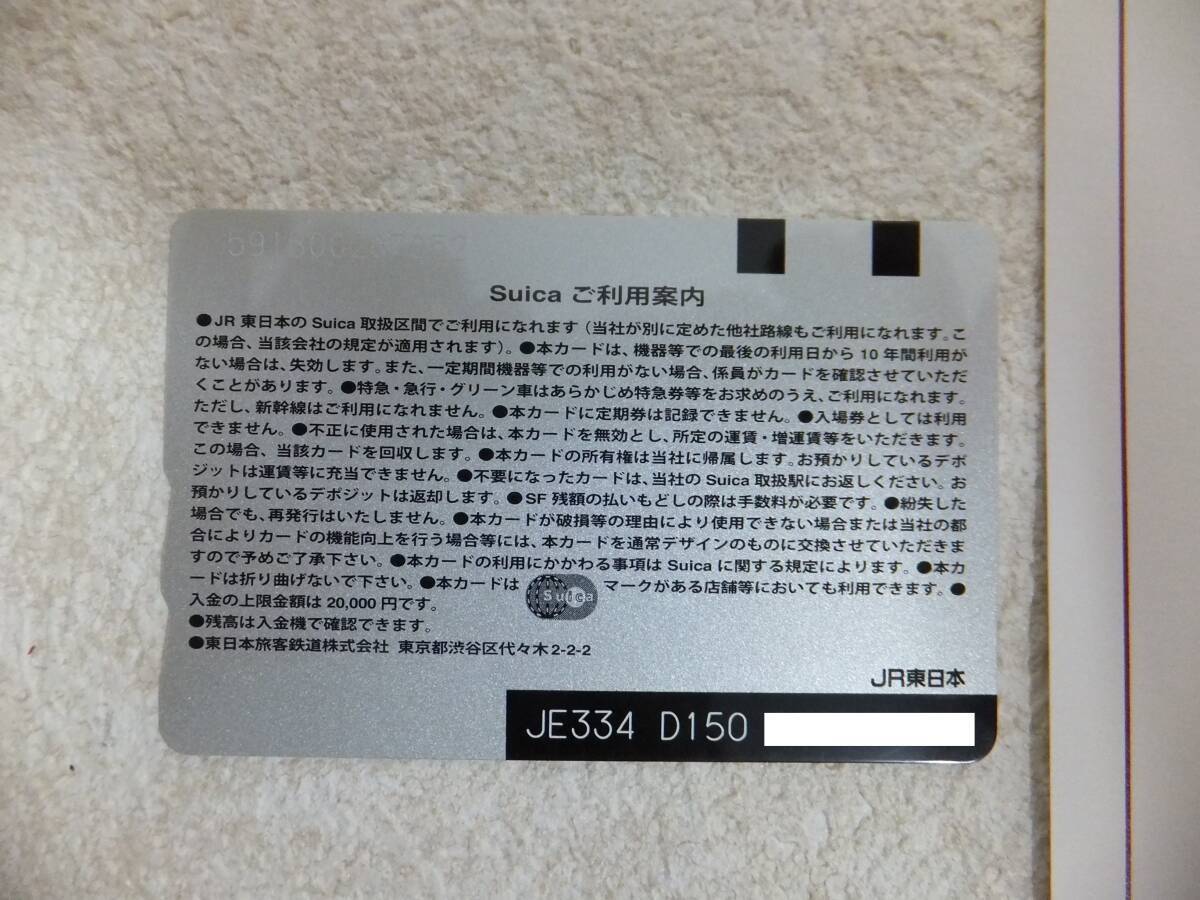 Suica ご利用案内
●JR 東日本の Suica 取扱区間でご利用になれます（当社が別に定めた他社路線もご利用になれます。こ
の場合、当該会社の規定が適用されます）。●本カードは、機器等での最後の利用日から 10 年間利用が
ない場合は、失効します。また、一定期間機器等での利用がない場合、係員がカードを確認させていただ
くことがあります。●特急・急行・グリーン車はあらかじめ特急券等をお求めのうえ、ご利用になれます。
ただし、新幹線はご利用になれません。●本カードに定期券は記録できません。●入場券としては利用
できません。●不正に使用された場合は、本カードを無効とし、所定の運賃・増運賃等をいただきます。
この場合、当該カードを回収します。●本カードの所有権は当社に帰属します。お預かりしているデポ
ジットは運賃等に充当できません。●不要になったカードは、当社の Suica 取扱駅にお返しください。お
預かりしているデポジットは返却します。●SF 残額の払いもどしの際は手数料が必要です。●紛失した
場合でも、再発行はいたしません。●本カードが破損等の理由により使用できない場合または当社の都
合によりカードの機能向上を行う場合等には、本カードを通常デザインのものに交換させていただきま
すので予めご了承下さい。●本カードの利用にかかわる事項は Suica に関する規定によります。●本カ
ードは折り曲げないで下さい。●本カードは Suica マークがある店舗等においても利用できます。●
入金の上限金額は 20,000 円です。
●残高は入金機で確認できます。
●東日本旅客鉄道株式会社 東京都渋谷区代々木2-2-2
JR東日本
JE334 D150